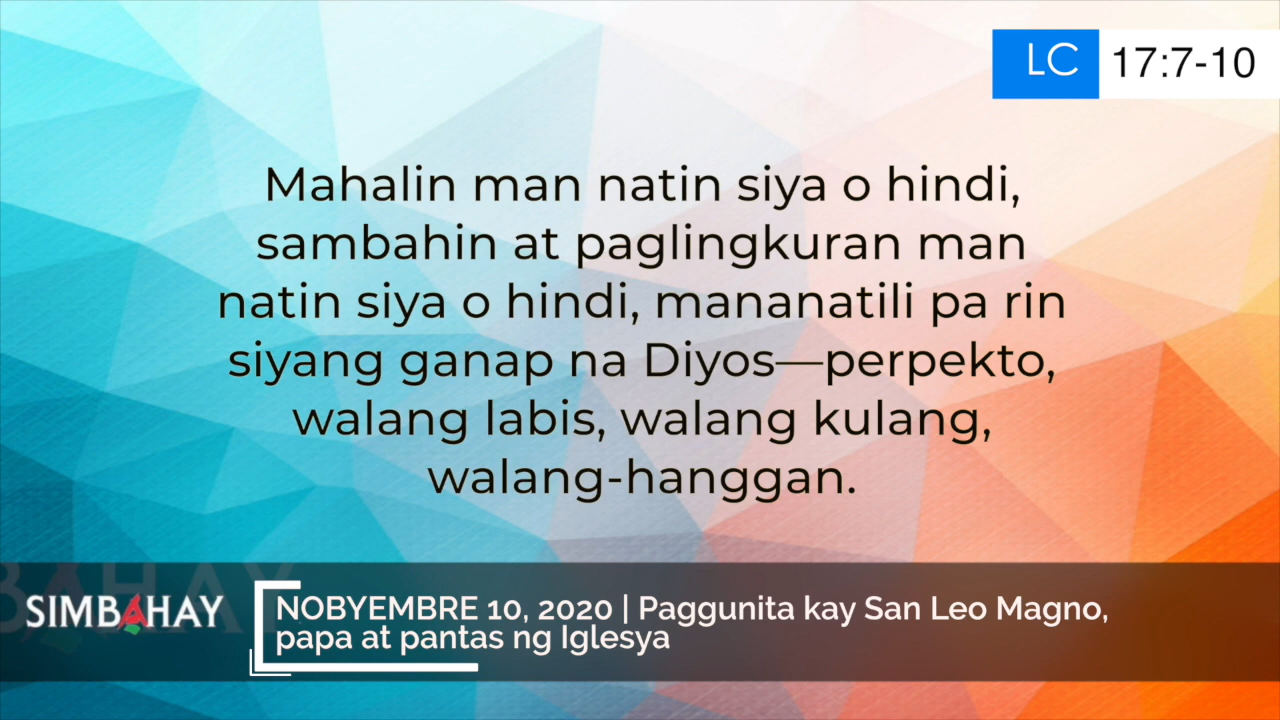 LC 17:7-10
Mahalin man natin siya o hindi,
sambahin at paglingkuran man
natin siya o hindi, mananatili pa rin
siyang ganap na Diyos—perpekto,
walang labis, walang kulang,
walang-hanggan.
SIMBAHAY
NOBYEMBRE 10, 2020 | Paggunita kay San Leo Magno,
papa at pantas ng Iglesya